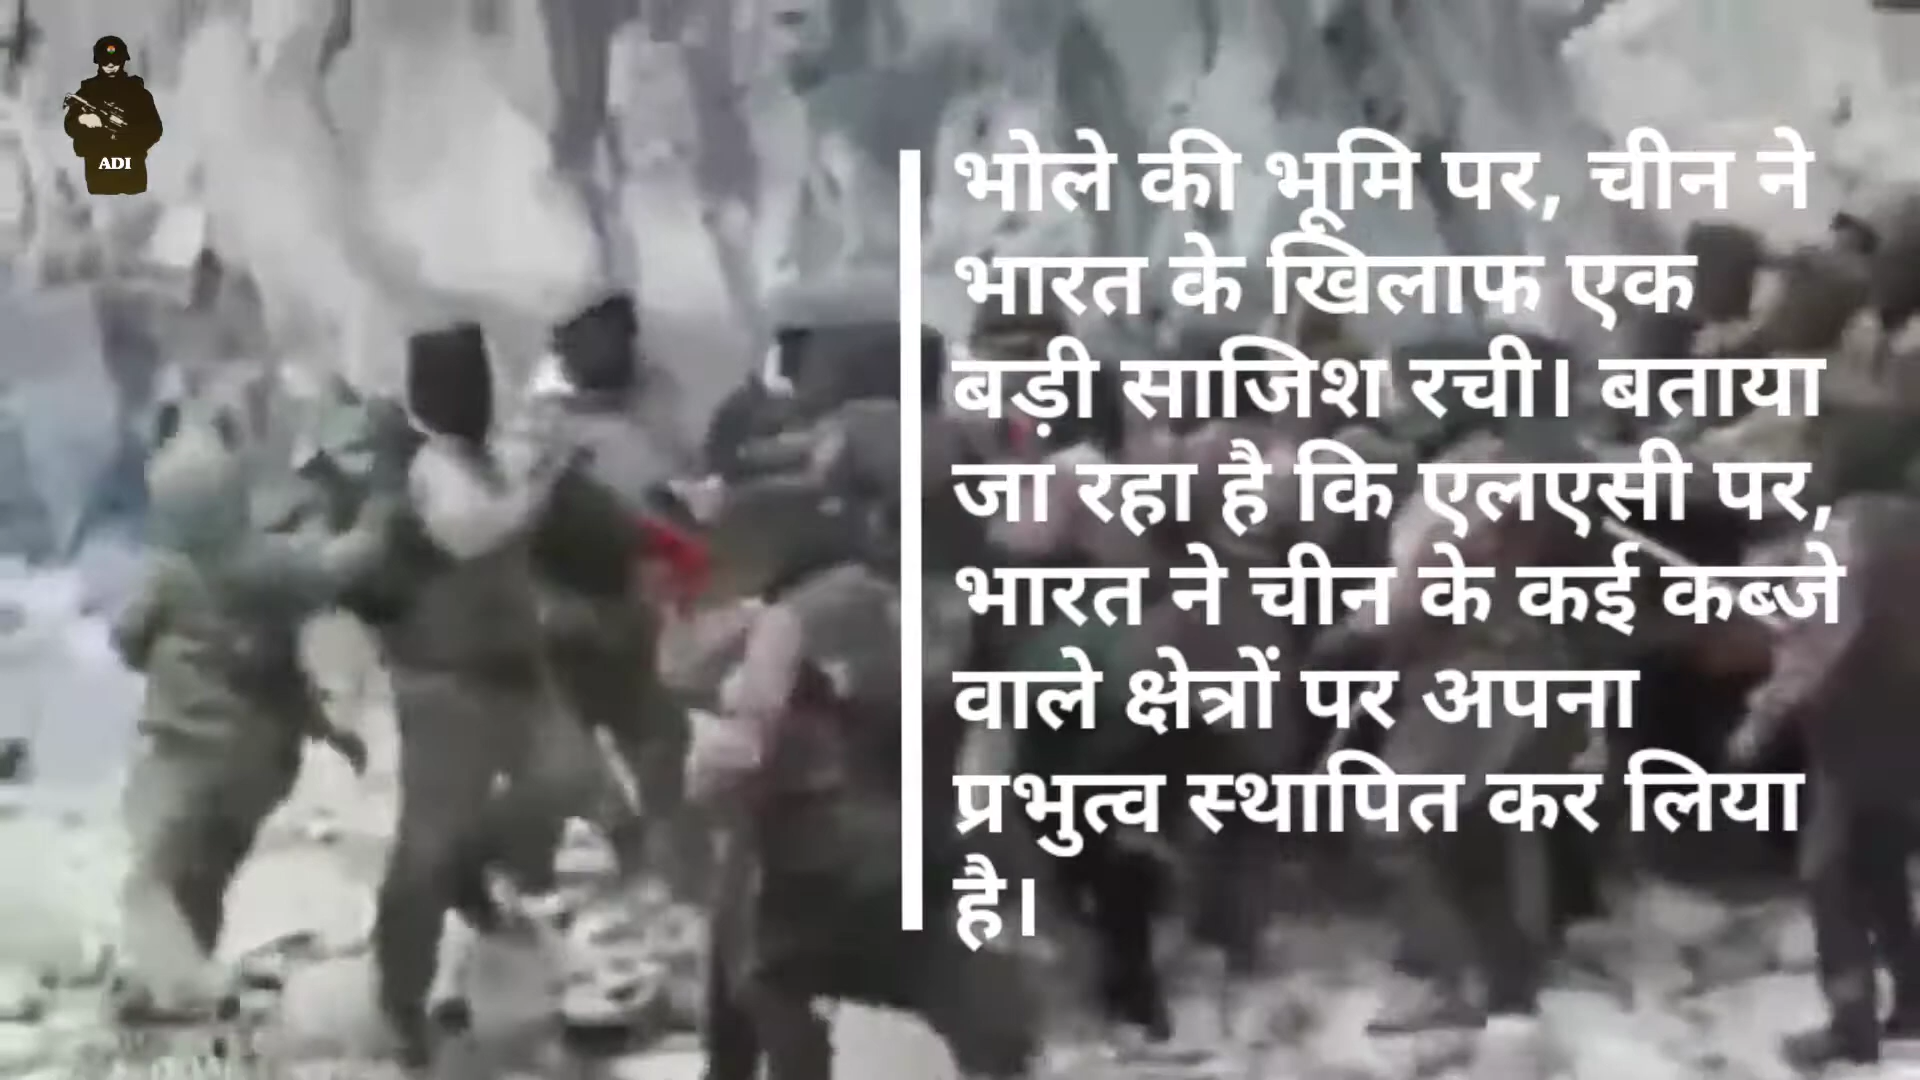 ADI
भोले की भूमि पर, चीन ने
भारत के खिलाफ एक
बड़ी साजिश रची। बताया
जा रहा है कि एलएसी पर,
भारत ने चीन के कई कब्जे
वाले क्षेत्रों पर अपना
प्रभुत्व स्थापित कर लिया
है।